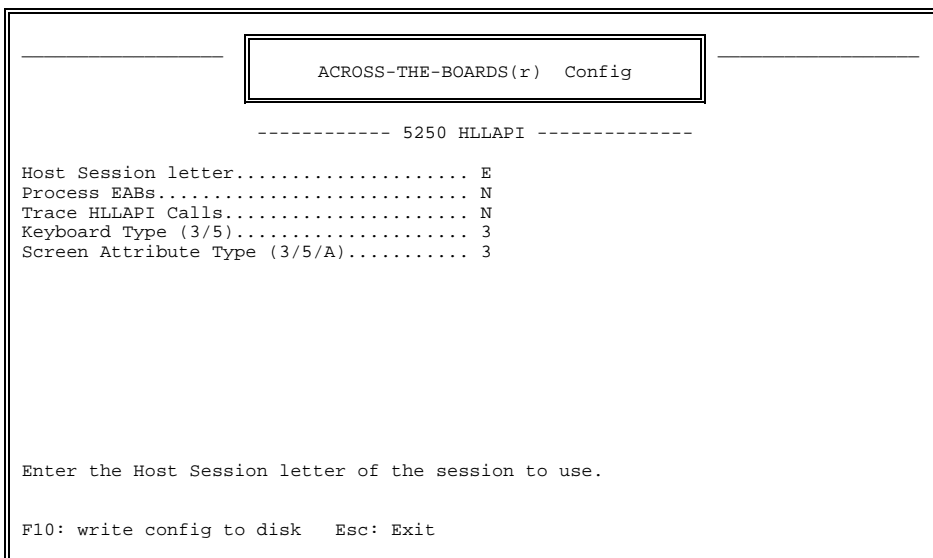 ACROSS-THE-BOARDS(r) Config
------------ 5250 HLLAPI --------------
Host Session letter..................... E
Process EABs............................ N
Trace HLLAPI Calls...................... N
Keyboard Type (3/5)..................... 3
Screen Attribute Type (3/5/A)........... 3
Enter the Host Session letter of the session to use.
F10: write config to disk   Esc: Exit